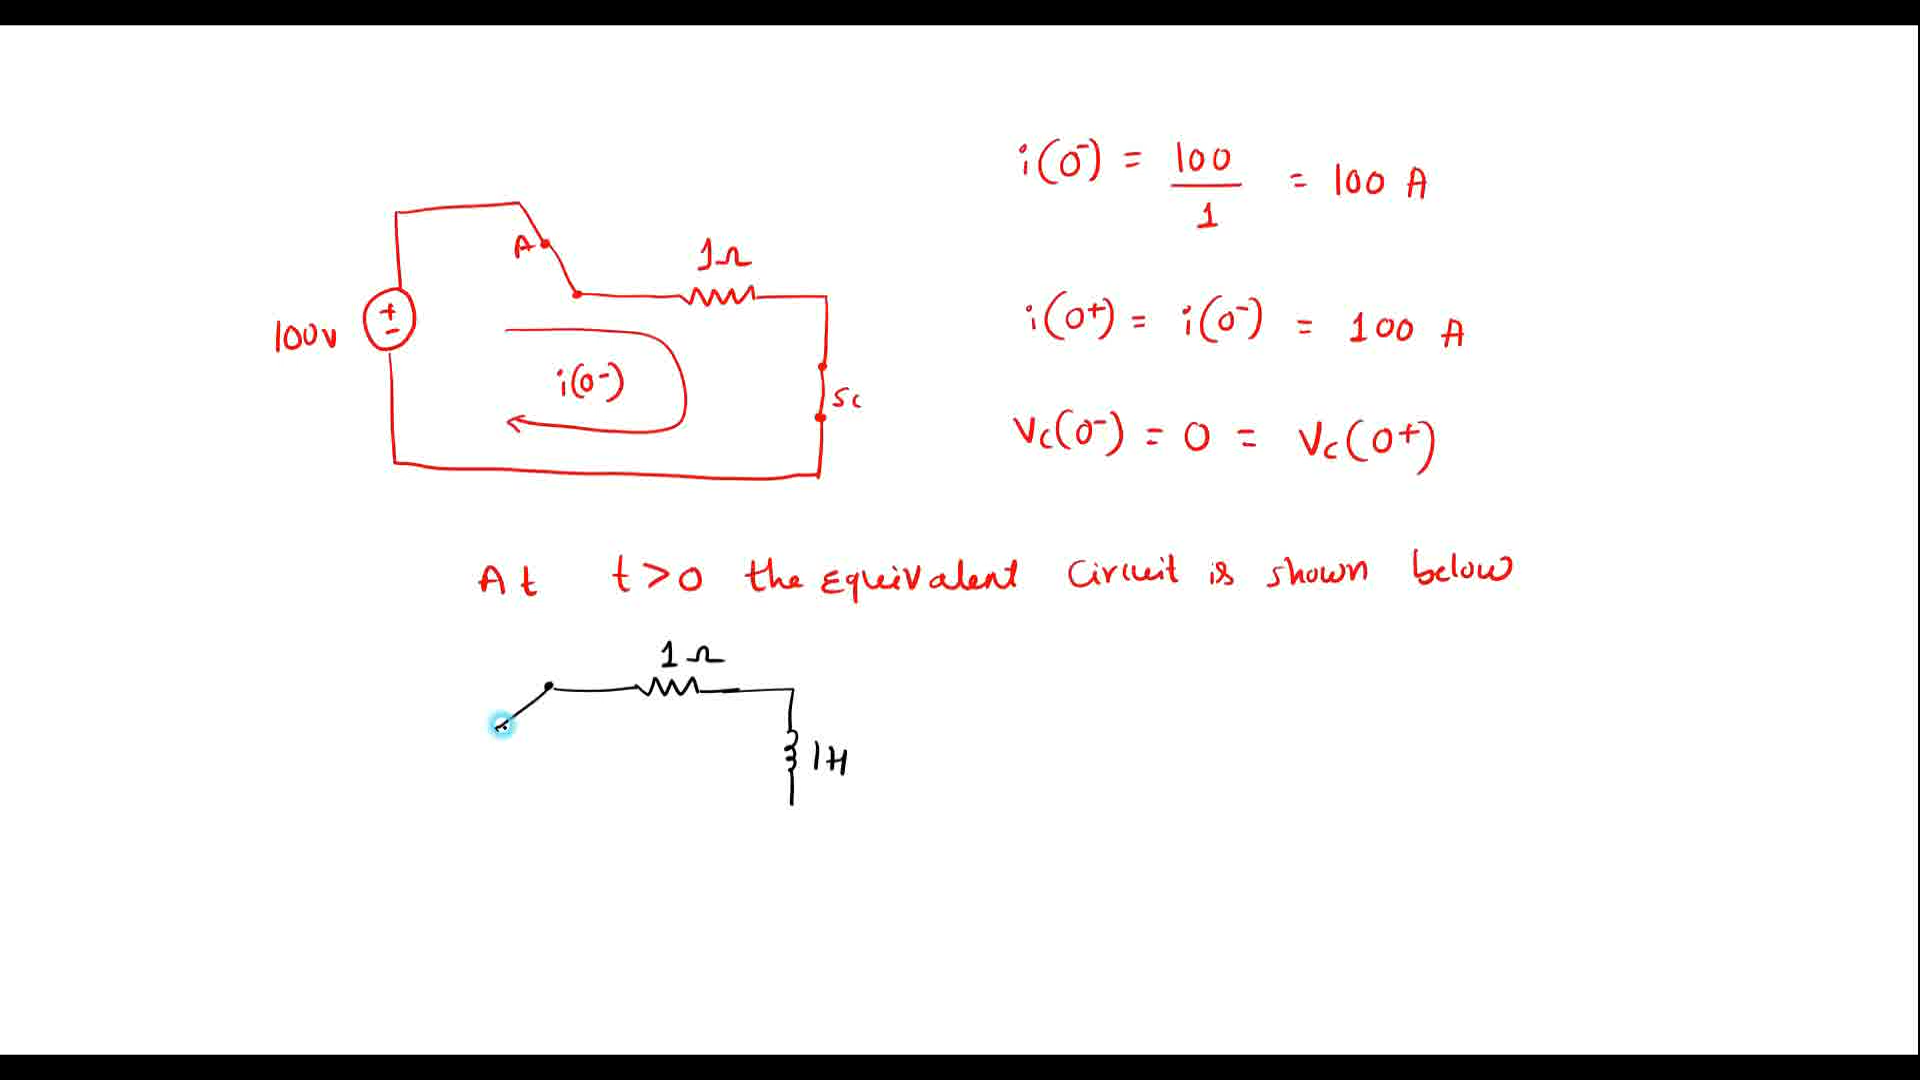 i(0⁻) = 100/1 = 100 A
A
1Ω
100v
+
-
i(0-)
Sc
i(0+) = i(0⁻) = 100 A
Vc(0⁻) = 0 = Vc(0+)
At t>0 the Equivalent Circuit is shown below
1Ω
1H